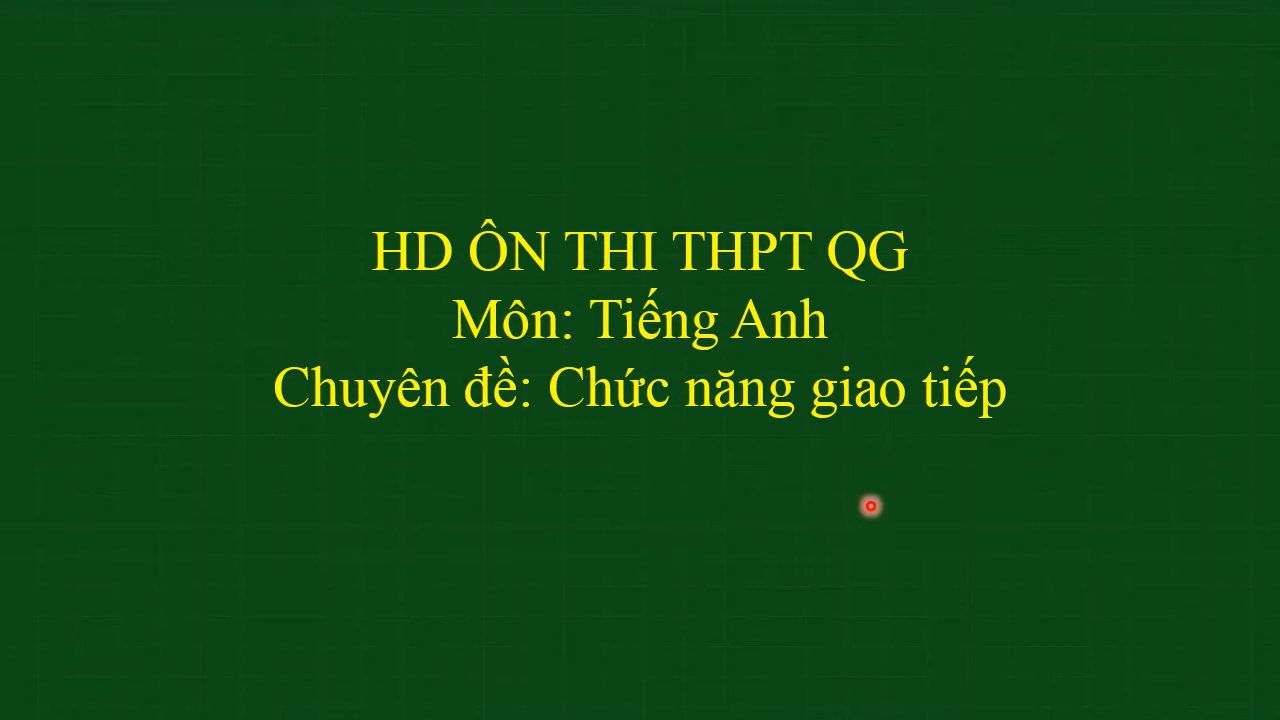 HD ÔN THI THPT QG
Môn: Tiếng Anh
Chuyên đề: Chức năng giao tiếp